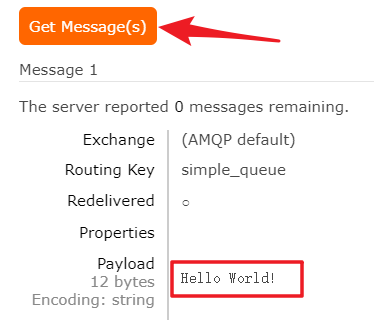 Get Message(s)
Message 1
The server reported 0 messages remaining.
Exchange (AMQP default)
Routing Key simple_queue
Redelivered ○
Properties
Payload
12 bytes
Encoding: string
Hello World!